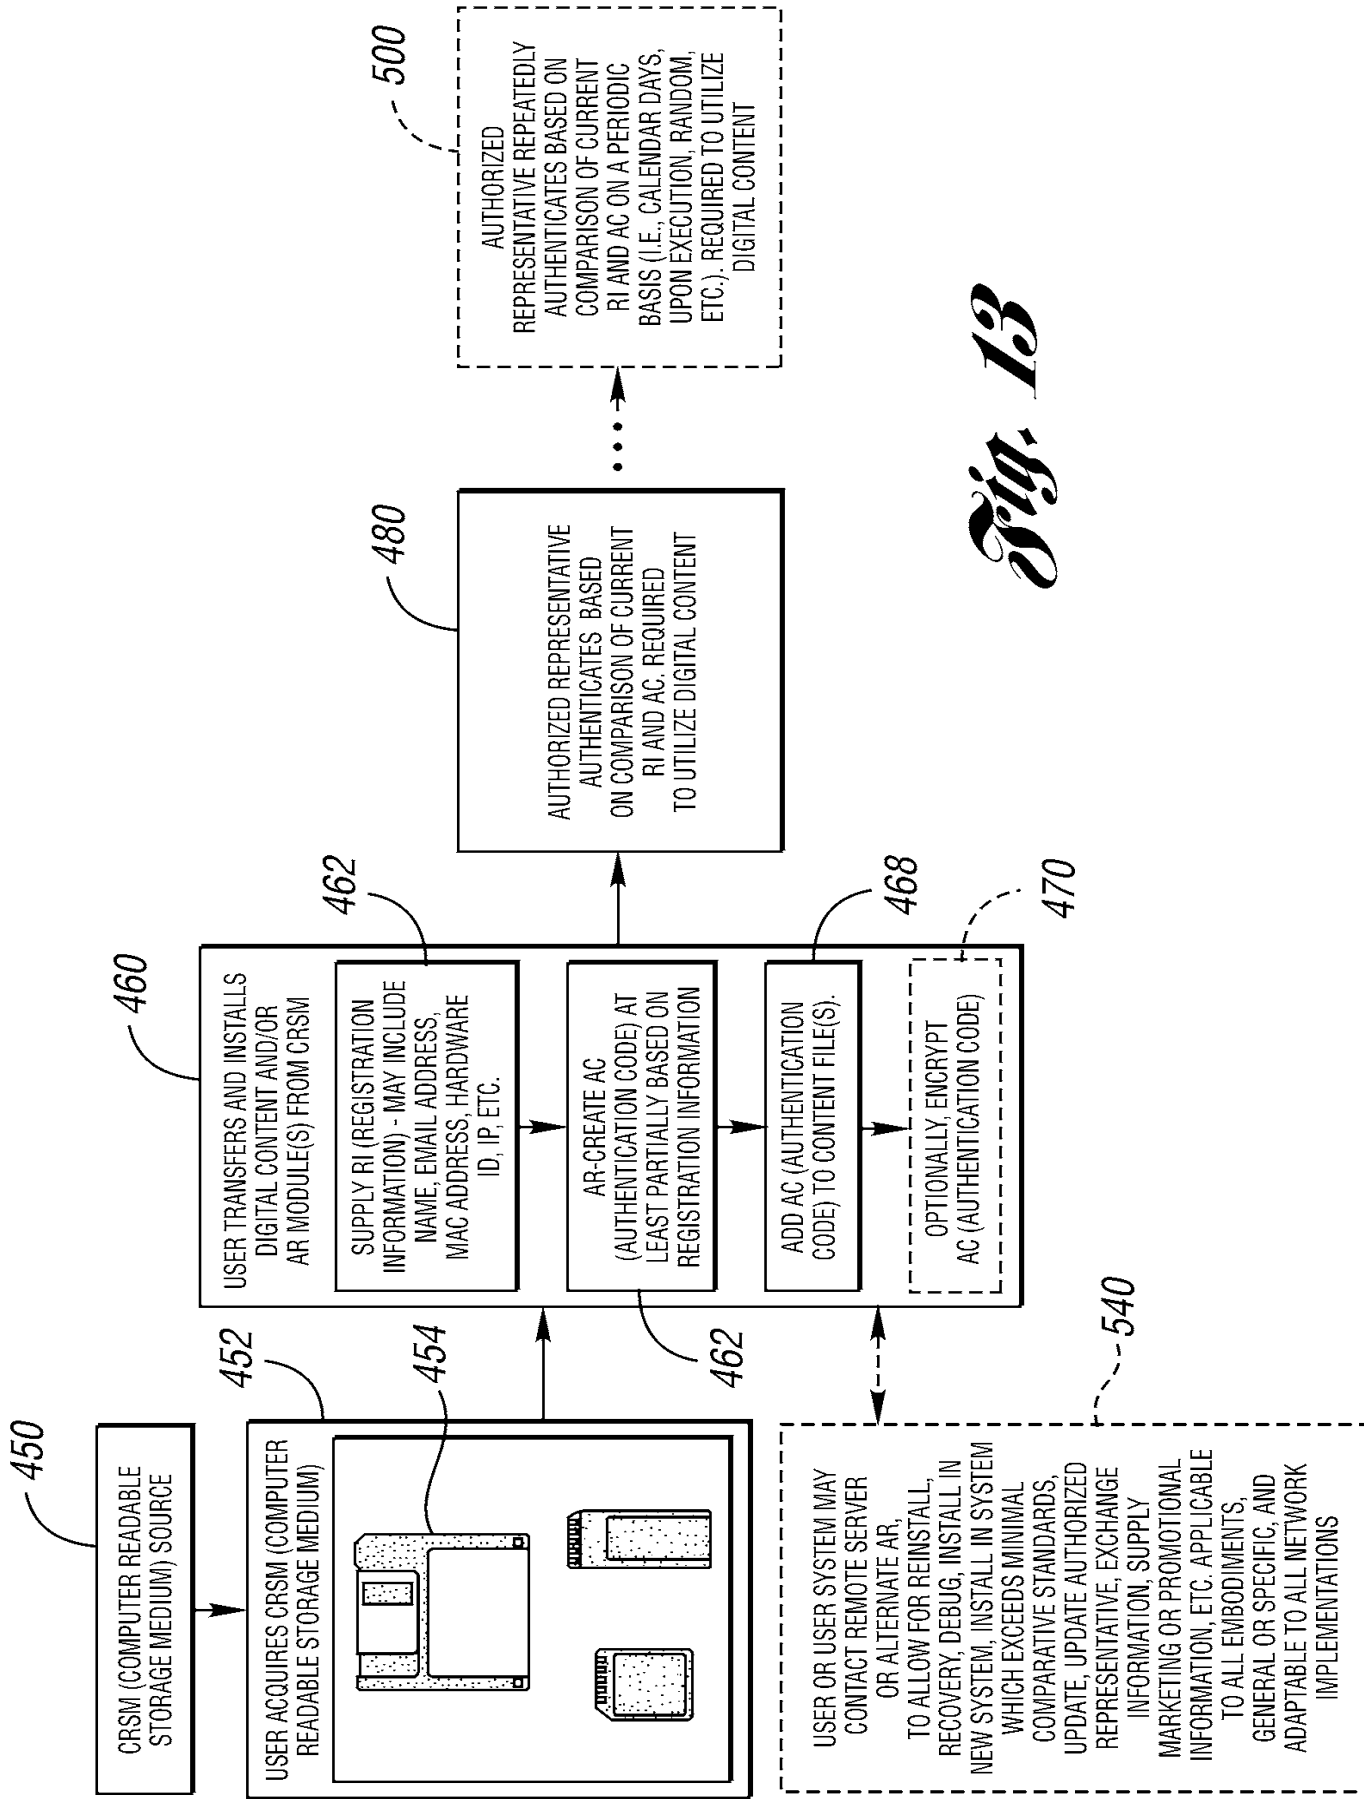 450
CRSM (COMPUTER READABLE
STORAGE MEDIUM) SOURCE
452
USER ACQUIRES CRSM (COMPUTER
READABLE STORAGE MEDIUM)
454
460
USER TRANSFERS AND INSTALLS
DIGITAL CONTENT AND/OR
AR MODULE(S) FROM CRSM
462
SUPPLY RI (REGISTRATION
INFORMATION) - MAY INCLUDE
NAME, EMAIL ADDRESS,
MAC ADDRESS, HARDWARE
ID, IP, ETC.
AR-CREATE AC
(AUTHENTICATION CODE) AT
LEAST PARTIALLY BASED ON
REGISTRATION INFORMATION
462
468
ADD AC (AUTHENTICATION
CODE) TO CONTENT FILE(S).
470
OPTIONALLY, ENCRYPT
AC (AUTHENTICATION CODE)
480
AUTHORIZED REPRESENTATIVE
AUTHENTICATES BASED
ON COMPARISON OF CURRENT
RI AND AC. REQUIRED
TO UTILIZE DIGITAL CONTENT
500
AUTHORIZED
REPRESENTATIVE REPEATEDLY
AUTHENTICATES BASED ON
COMPARISON OF CURRENT
RI AND AC ON A PERIODIC
BASIS (I.E., CALENDAR DAYS,
UPON EXECUTION, RANDOM,
ETC.). REQUIRED TO UTILIZE
DIGITAL CONTENT
540
USER OR USER SYSTEM MAY
CONTACT REMOTE SERVER
OR ALTERNATE AR,
TO ALLOW FOR REINSTALL,
RECOVERY, DEBUG, INSTALL IN
NEW SYSTEM, INSTALL IN SYSTEM
WHICH EXCEEDS MINIMAL
COMPARATIVE STANDARDS,
UPDATE, UPDATE AUTHORIZED
REPRESENTATIVE, EXCHANGE
INFORMATION, SUPPLY
MARKETING OR PROMOTIONAL
INFORMATION, ETC. APPLICABLE
TO ALL EMBODIMENTS,
GENERAL OR SPECIFIC, AND
ADAPTABLE TO ALL NETWORK
IMPLEMENTATIONS
Fig. 13